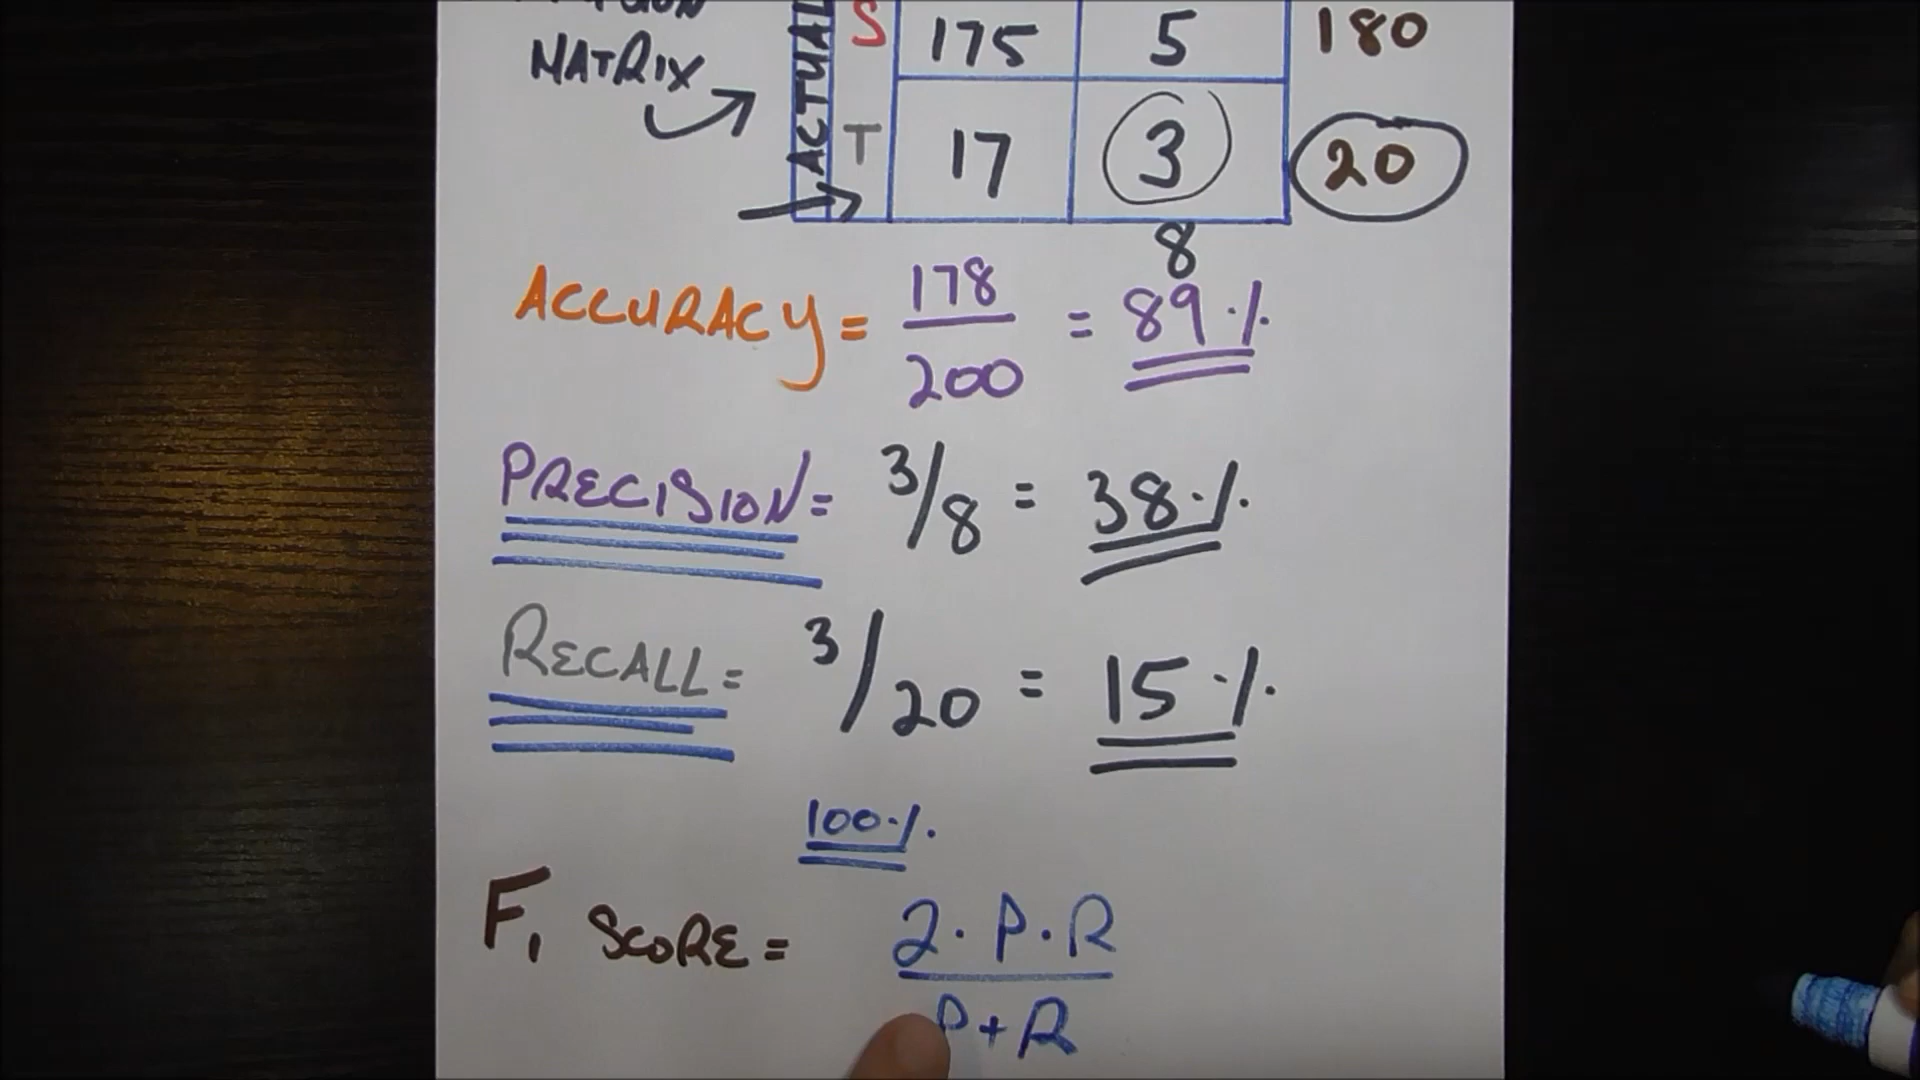 MATRIX
ACTUAL
S 175 5 180
T 17 3 20
8
ACCURACY = 178/200 = 89%
PRECISION = 3/8 = 38%
RECALL = 3/20 = 15%
100%
F1 SCORE = 2·P·R
P+R